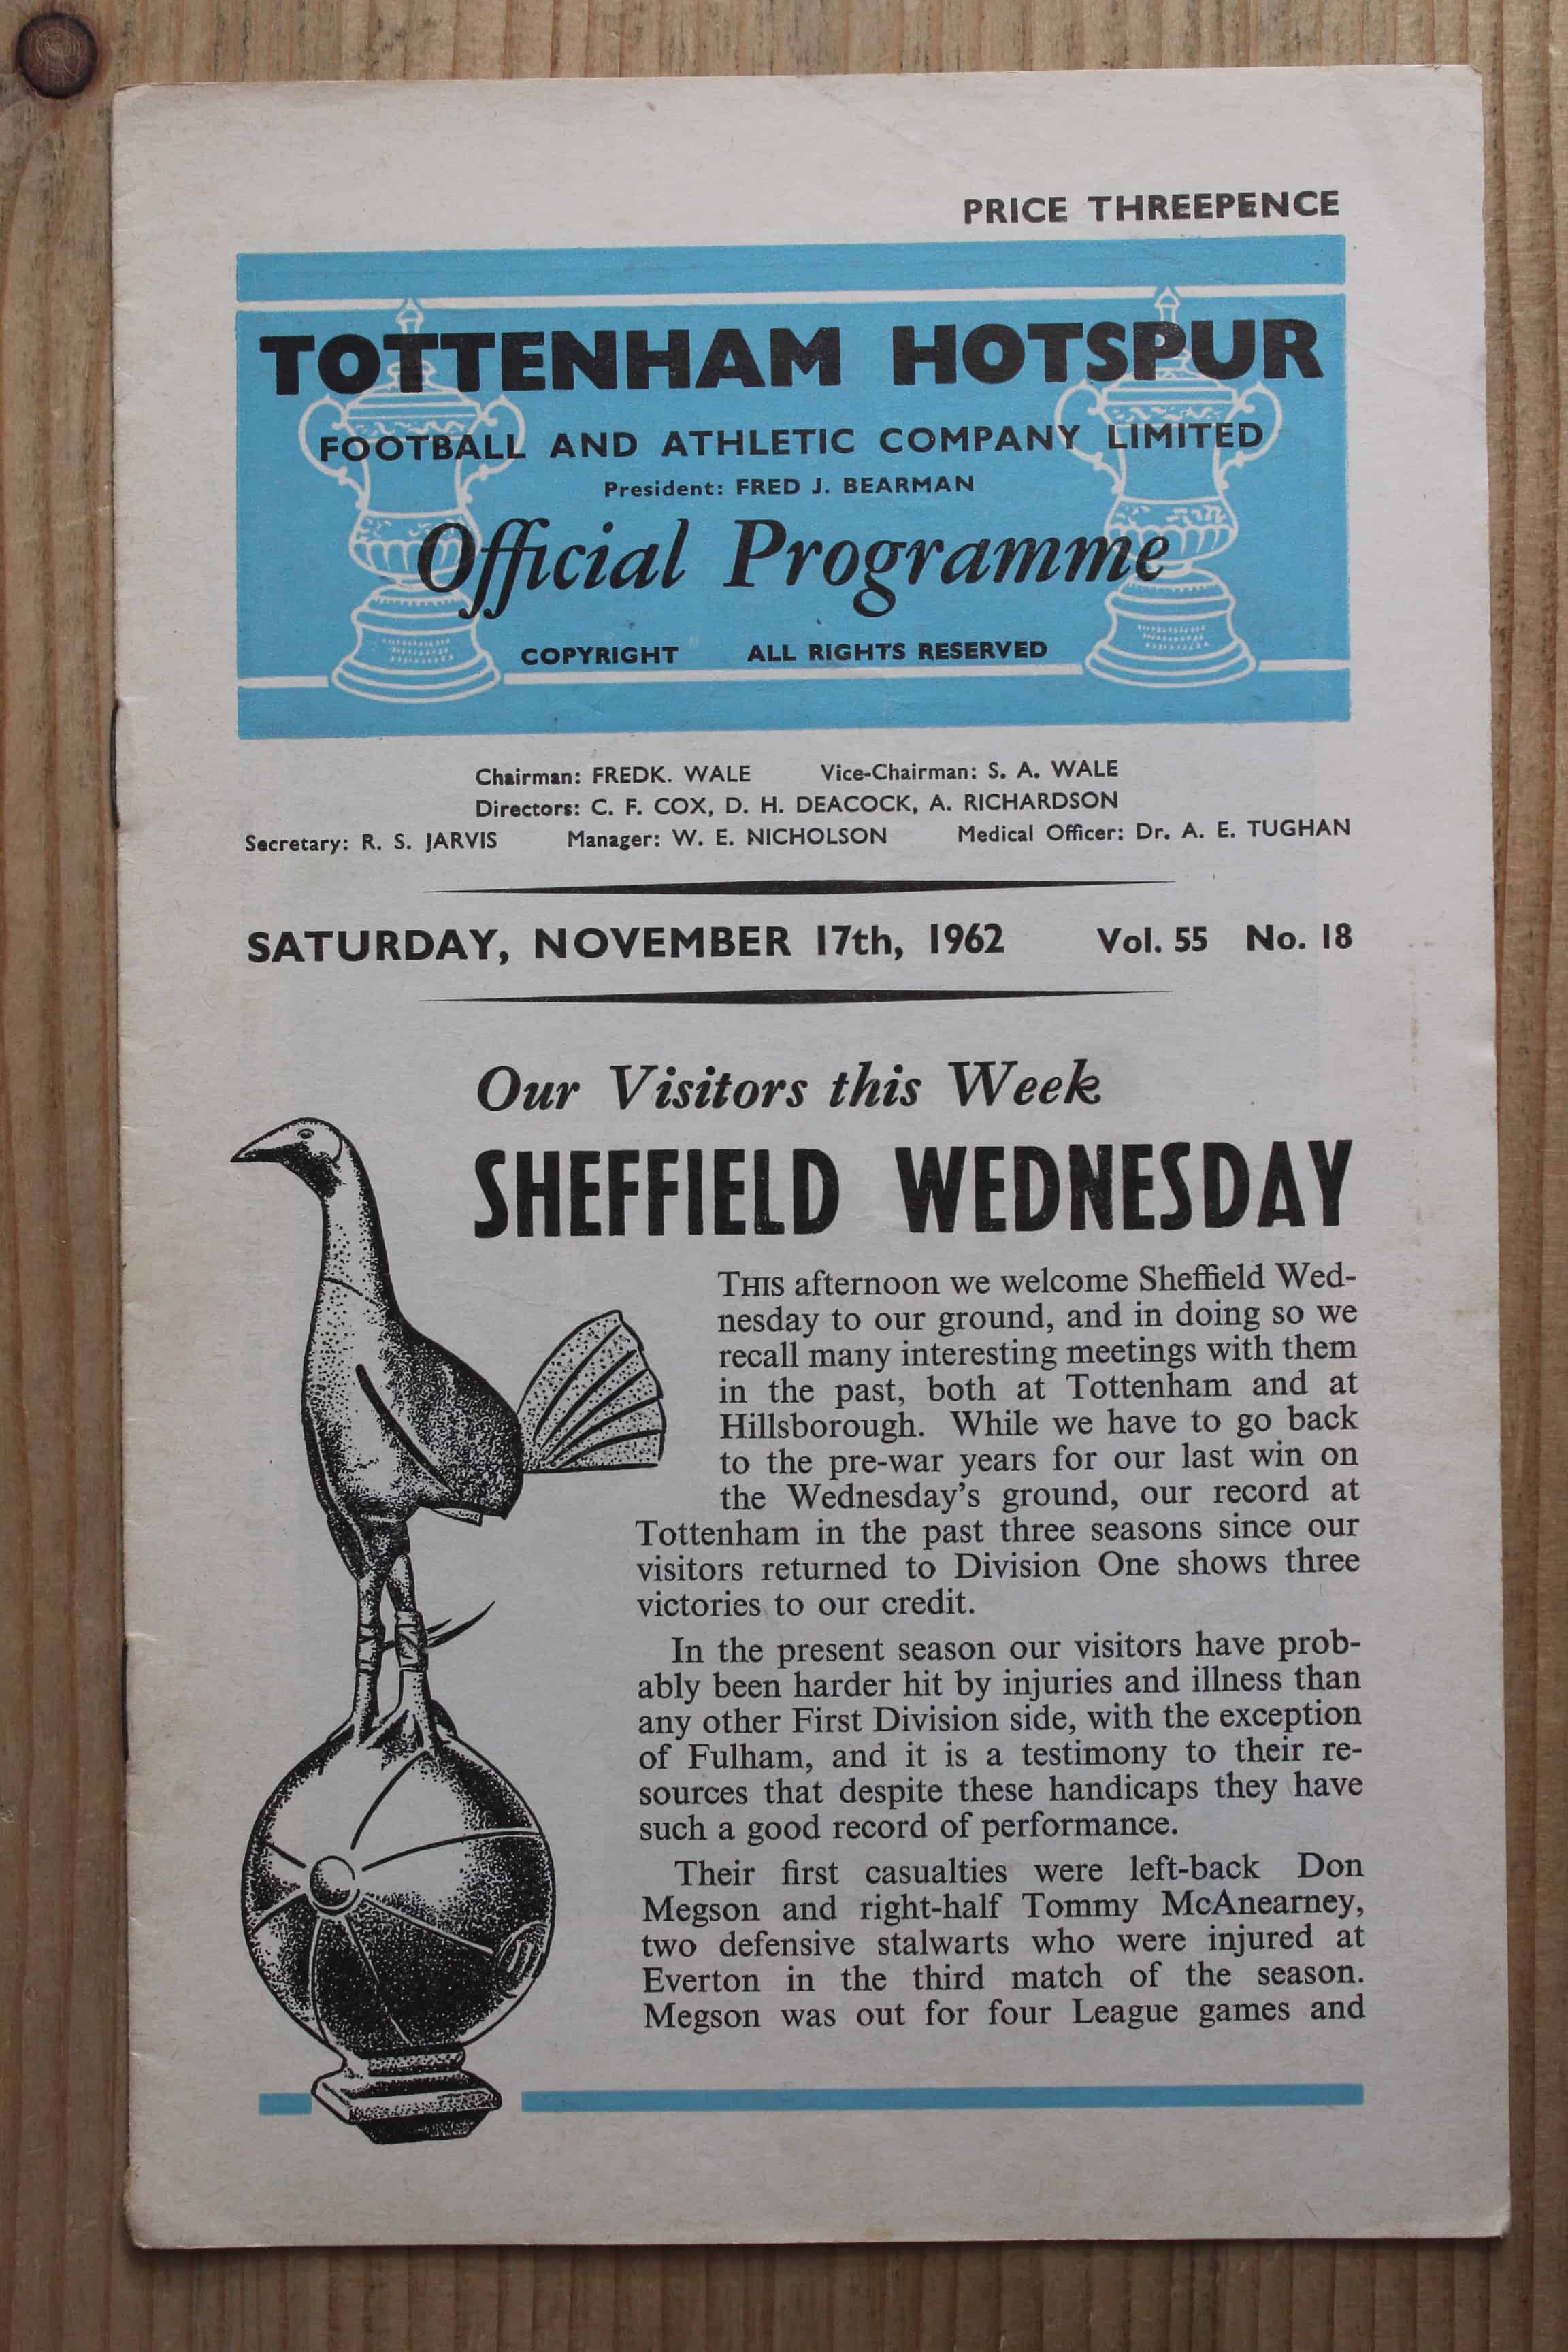 PRICE THREEPENCE
TOTTENHAM HOTSPUR
FOOTBALL AND ATHLETIC COMPANY LIMITED
President: FRED J. BEARMAN
Official Programme
COPYRIGHT ALL RIGHTS RESERVED
Chairman: FREDK. WALE Vice-Chairman: S. A. WALE
Directors: C. F. COX, D. H. DEACOCK, A. RICHARDSON
Secretary: R. S. JARVIS Manager: W. E. NICHOLSON Medical Officer: Dr. A. E. TUGHAN
SATURDAY, NOVEMBER 17th, 1962 Vol. 55 No. 18
Our Visitors this Week
SHEFFIELD WEDNESDAY
THIS afternoon we welcome Sheffield Wed-
nesday to our ground, and in doing so we
recall many interesting meetings with them
in the past, both at Tottenham and at
Hillsborough. While we have to go back
to the pre-war years for our last win on
the Wednesday's ground, our record at
Tottenham in the past three seasons since our
visitors returned to Division One shows three
victories to our credit.
In the present season our visitors have prob-
ably been harder hit by injuries and illness than
any other First Division side, with the exception
of Fulham, and it is a testimony to their re-
sources that despite these handicaps they have
such a good record of performance.
Their first casualties were left-back Don
Megson and right-half Tommy McAnearney,
two defensive stalwarts who were injured at
Everton in the third match of the season.
Megson was out for four League games and